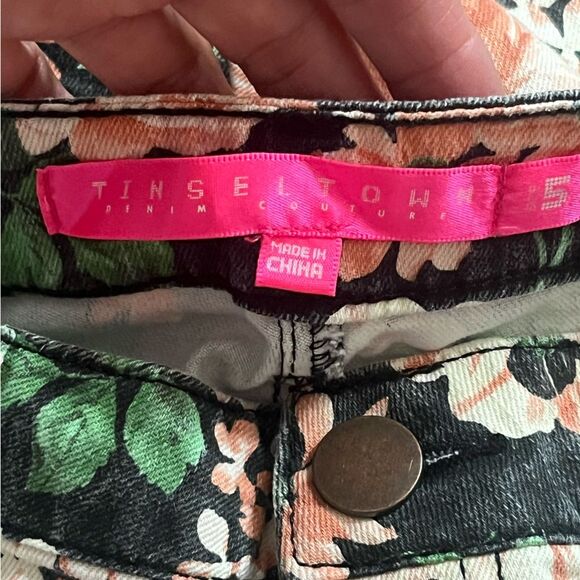 TINSELTOWN
DENIM COUTURE
5
MADE IN
CHINA